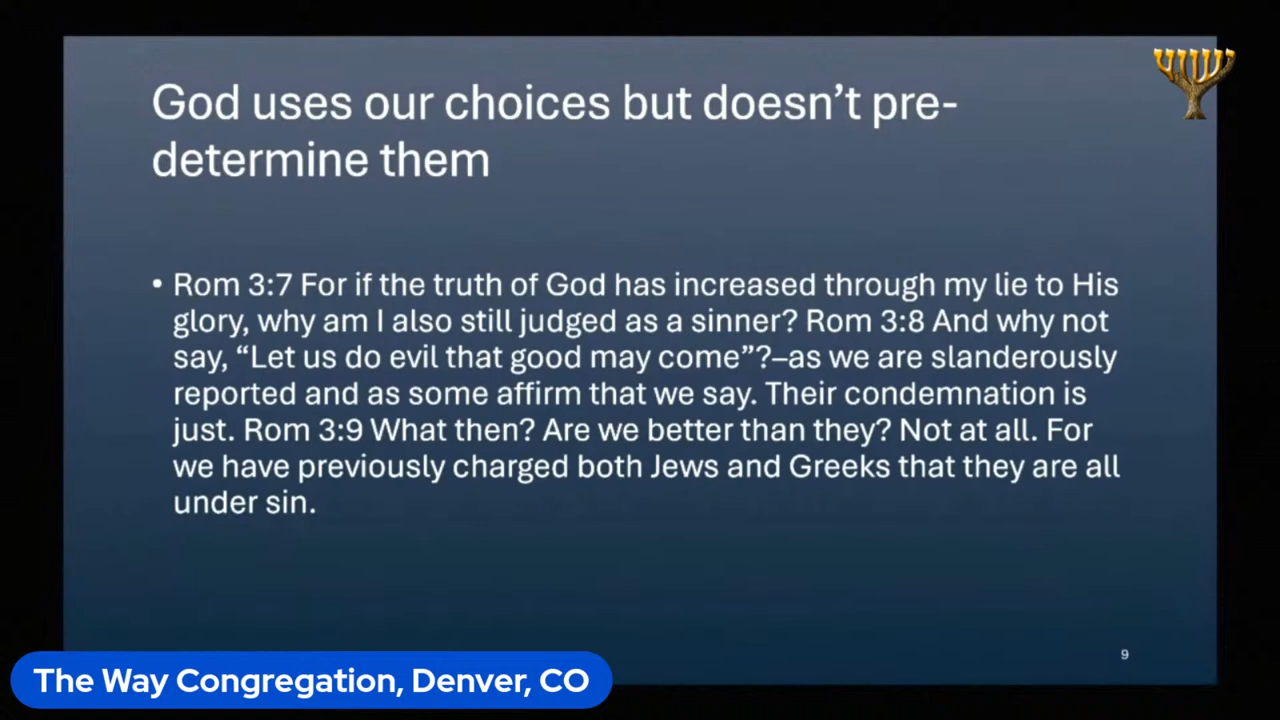 God uses our choices but doesn’t pre-
determine them
• Rom 3:7 For if the truth of God has increased through my lie to His
glory, why am I also still judged as a sinner? Rom 3:8 And why not
say, “Let us do evil that good may come”?–as we are slanderously
reported and as some affirm that we say. Their condemnation is
just. Rom 3:9 What then? Are we better than they? Not at all. For
we have previously charged both Jews and Greeks that they are all
under sin.
9
The Way Congregation, Denver, CO